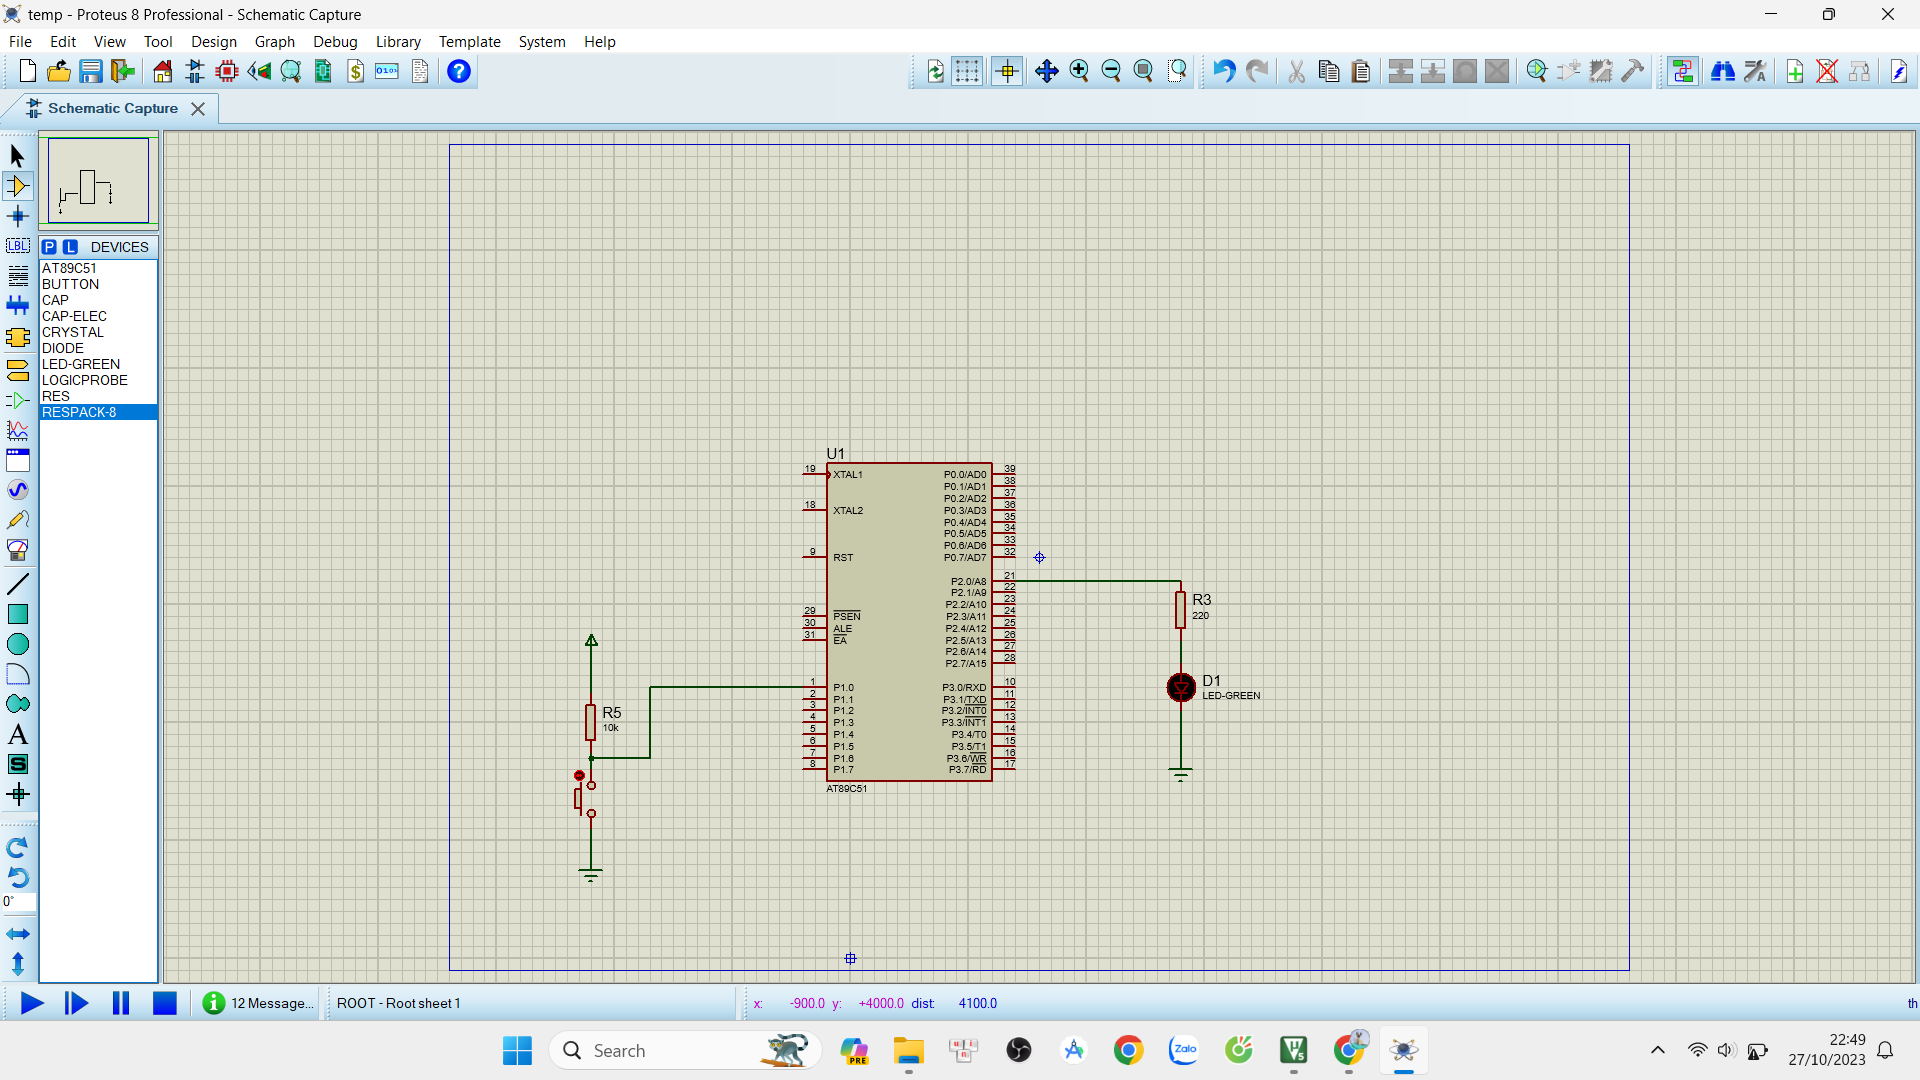 temp - Proteus 8 Professional - Schematic Capture
File Edit View Tool Design Graph Debug Library Template System Help
Schematic Capture
P L DEVICES
AT89C51
BUTTON
CAP
CAP-ELEC
CRYSTAL
DIODE
LED-GREEN
LOGICPROBE
RES
RESPACK-8
LBL
A
S
0°
U1
19 XTAL1
18 XTAL2
9 RST
29 PSEN
30 ALE
31 EA
1 P1.0
2 P1.1
3 P1.2
4 P1.3
5 P1.4
6 P1.5
7 P1.6
8 P1.7
P0.0/AD0 39
P0.1/AD1 38
P0.2/AD2 37
P0.3/AD3 36
P0.4/AD4 35
P0.5/AD5 34
P0.6/AD6 33
P0.7/AD7 32
P2.0/A8 21
P2.1/A9 22
P2.2/A10 23
P2.3/A11 24
P2.4/A12 25
P2.5/A13 26
P2.6/A14 27
P2.7/A15 28
P3.0/RXD 10
P3.1/TXD 11
P3.2/INT0 12
P3.3/INT1 13
P3.4/T0 14
P3.5/T1 15
P3.6/WR 16
P3.7/RD 17
AT89C51
R5
10k
R3
220
D1
LED-GREEN
12 Message... ROOT - Root sheet 1 x: -900.0 y: +4000.0 dist: 4100.0 th
Search
PRE
Zalo
22:49
27/10/2023